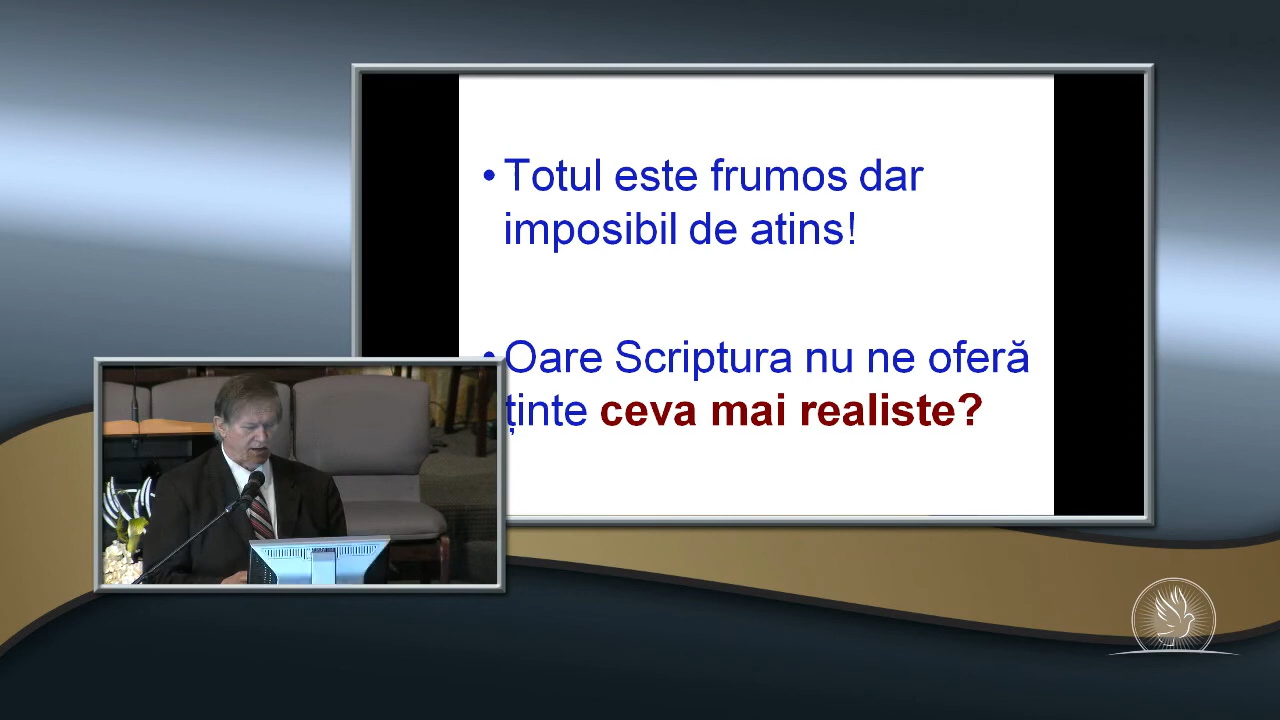 • Totul este frumos dar
imposibil de atins!
• Oare Scriptura nu ne oferă
ținte ceva mai realiste?